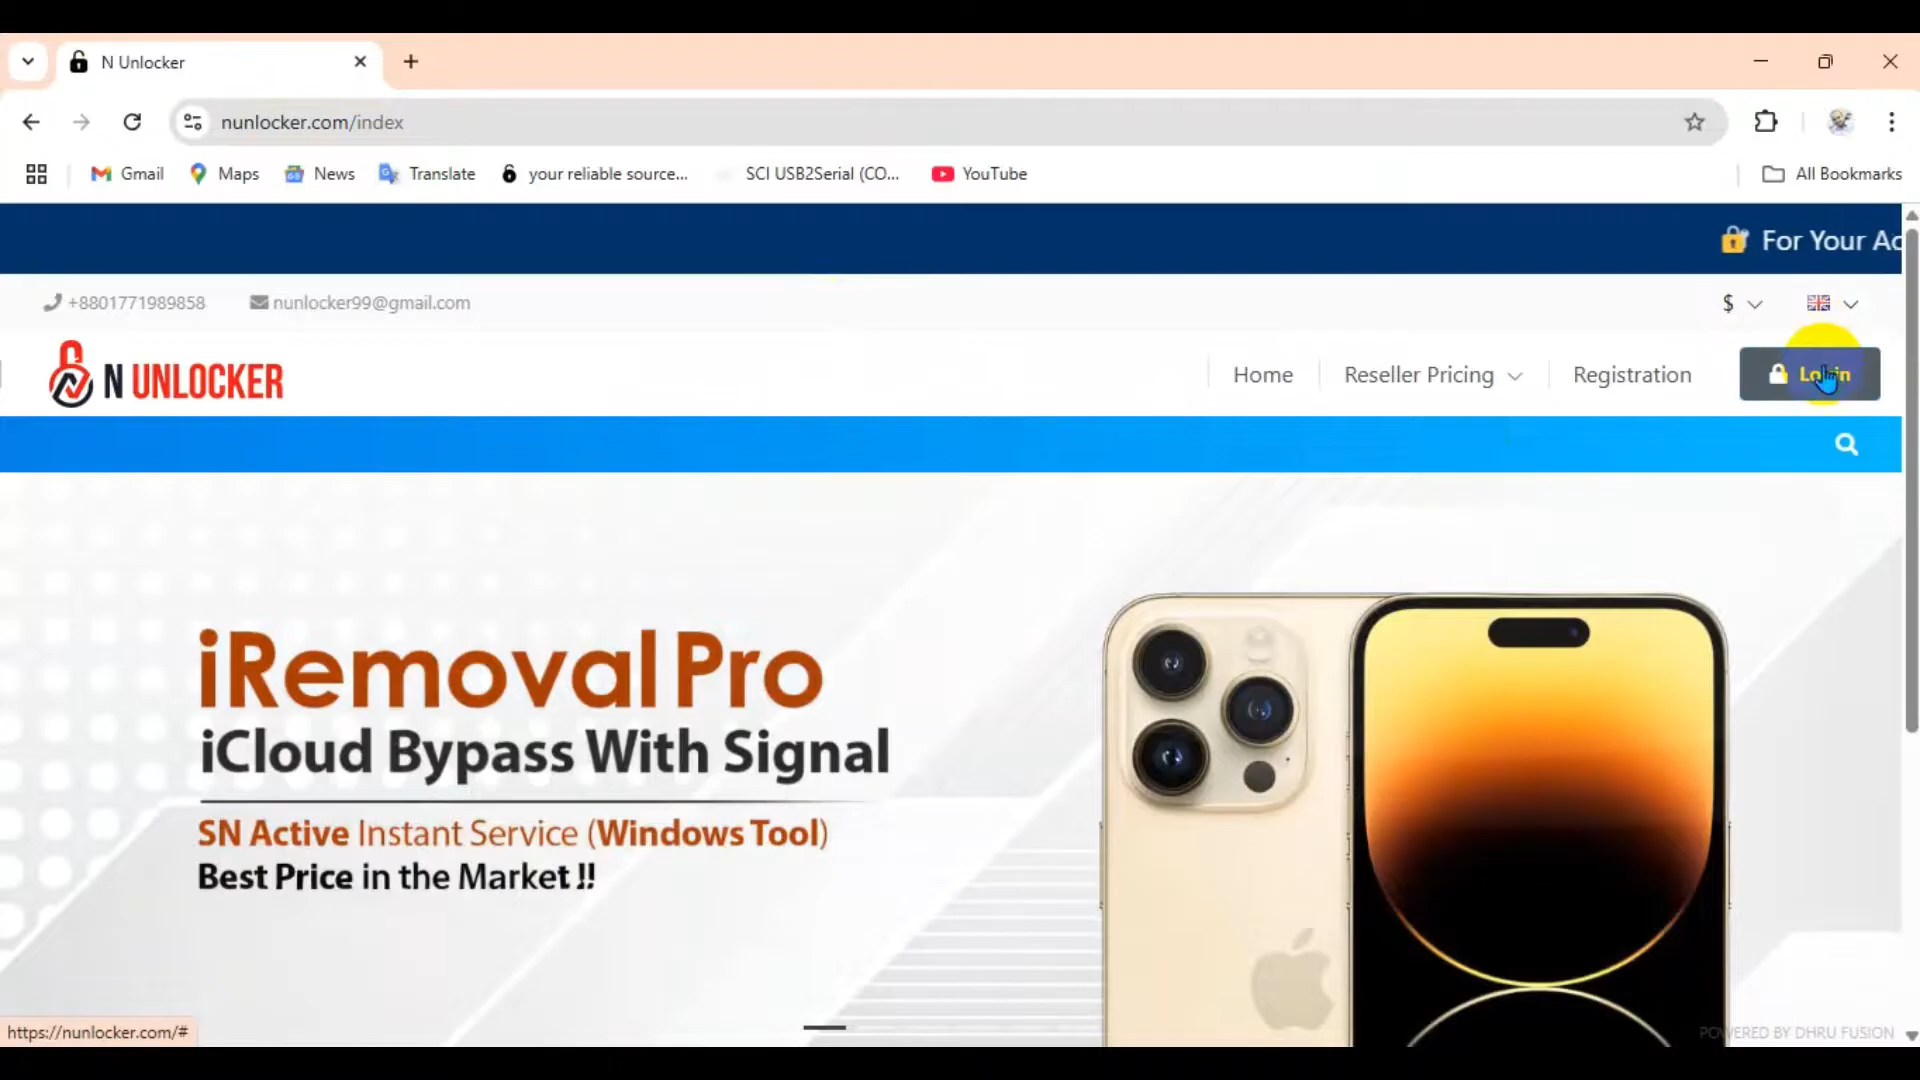 N Unlocker
nunlocker.com/index
Gmail Maps News Translate your reliable source... SCI USB2Serial (CO... YouTube All Bookmarks
For Your Ac
+8801771989858 nunlocker99@gmail.com $
N UNLOCKER Home Reseller Pricing Registration Login
iRemoval Pro
iCloud Bypass With Signal
SN Active Instant Service (Windows Tool)
Best Price in the Market !!
https://nunlocker.com/# POWERED BY DHRU FUSION